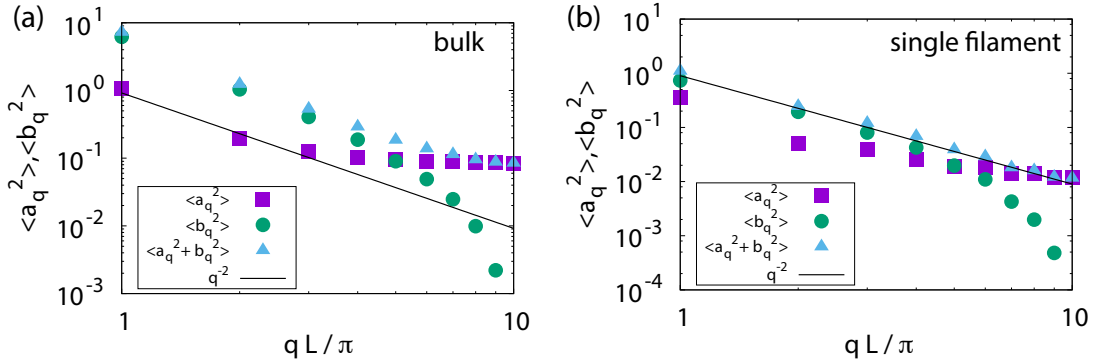 (a)
bulk
<a_q^2>,<b_q^2>
10^1
10^0
10^-1
10^-2
10^-3
<a_q^2>
<b_q^2>
<a_q^2+b_q^2>
q^-2
1
10
q L / π
(b)
single filament
<a_q^2>,<b_q^2>
10^1
10^0
10^-1
10^-2
10^-3
10^-4
<a_q^2>
<b_q^2>
<a_q^2+b_q^2>
q^-2
1
10
q L / π